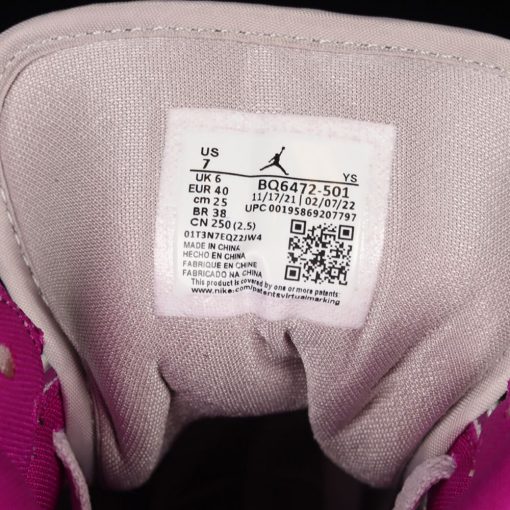 US
7
YS
UK 6
EUR 40
cm 25
BR 38
CN 250 (2.5)
BQ6472-501
11/17/21 | 02/07/22
UPC 00195869207797
01T3N7EQZ2JW4
MADE IN CHINA
HECHO EN CHINA
FABRIQUE EN CHINE
FABRICADO NA CHINA
This product is covered by one or more patents:
www.nike.com/patentsvirtualmarking